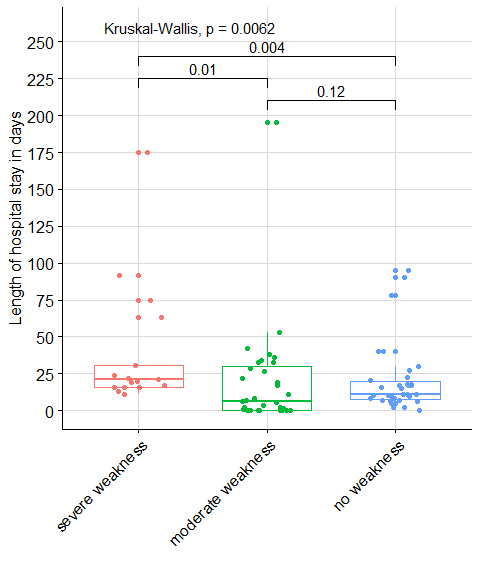 Kruskal-Wallis, p = 0.0062
0.004
0.01
0.12
Length of hospital stay in days
250
225
200
175
150
125
100
75
50
25
0
severe weakness
moderate weakness
no weakness